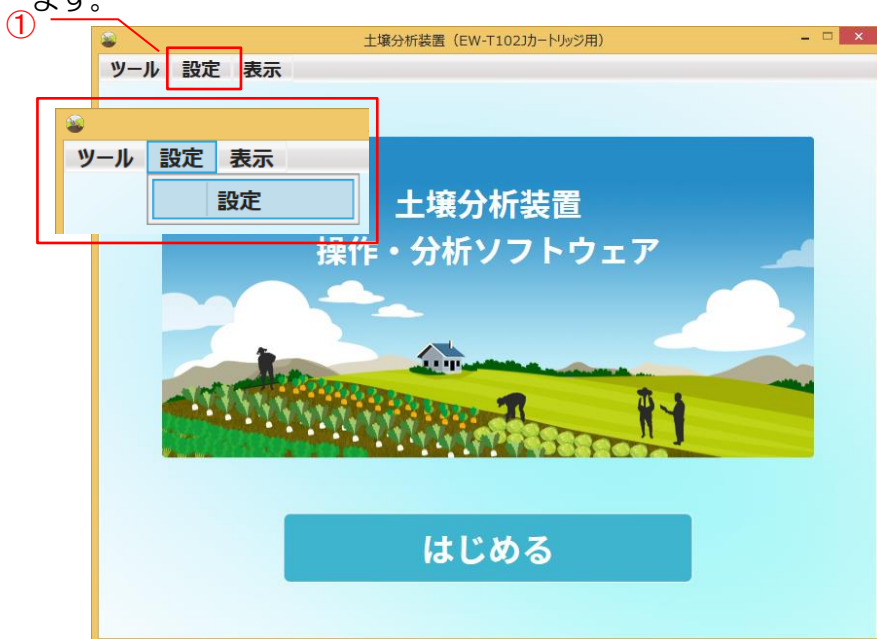 ます。
①
土壌分析装置（EW-T102Jカートリッジ用）
ツール 設定 表示
ツール 設定 表示
設定
土壌分析装置
操作・分析ソフトウェア
はじめる